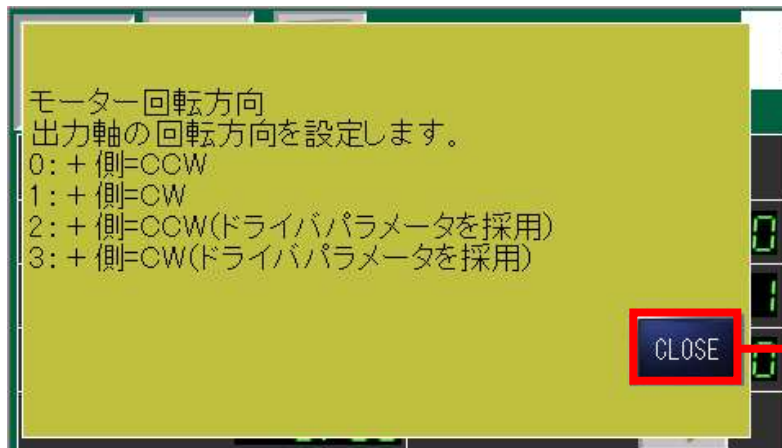 モーター回転方向
出力軸の回転方向を設定します。
0:+側=CCW
1:+側=CW
2:+側=CCW(ドライバパラメータを採用)
3:+側=CW(ドライバパラメータを採用)
0
1
CLOSE
0